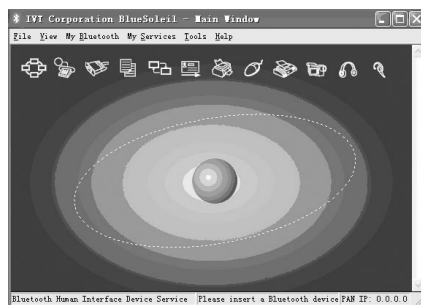 IVT Corporation BlueSoleil - Main Window
File View My Bluetooth My Services Tools Help
Bluetooth Human Interface Device Service Please insert a Bluetooth device PAN IP: 0.0.0.0